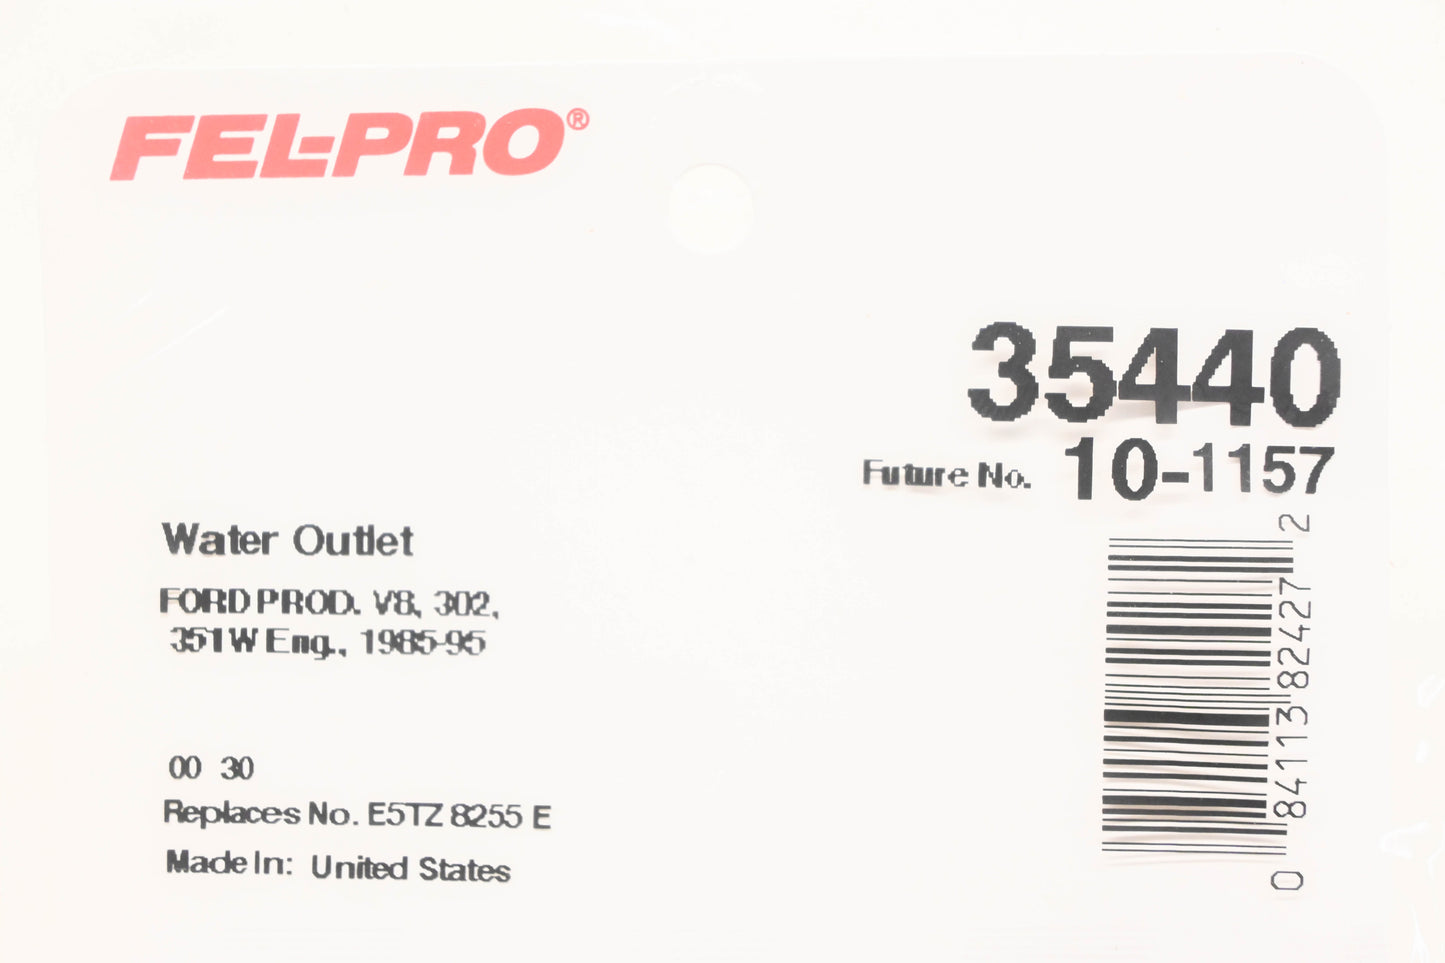 FEL-PRO®
35440
Future No. 10-1157
Water Outlet
FORD PROD. V8, 302,
351W Eng., 1985-95
00 30
Replaces No. E5TZ 8255 E
Made In: United States
0 84113 82427 2